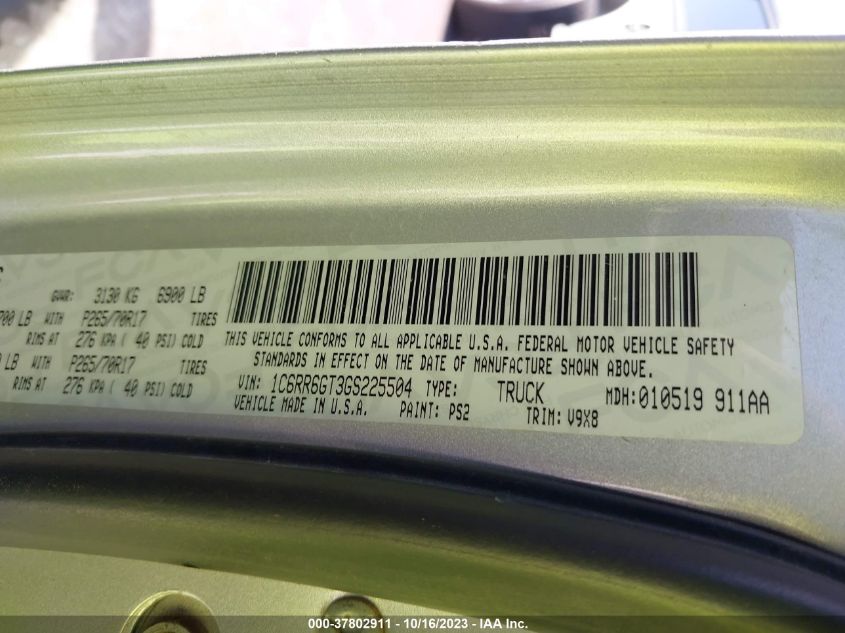 GVWR: 3130 KG 6900 LB
700 LB WITH P265/70R17 TIRES
RIMS AT 276 KPA ( 40 PSI) COLD
LB WITH P265/70R17 TIRES
RIMS AT 276 KPA ( 40 PSI) COLD
THIS VEHICLE CONFORMS TO ALL APPLICABLE U.S.A. FEDERAL MOTOR VEHICLE SAFETY
STANDARDS IN EFFECT ON THE DATE OF MANUFACTURE SHOWN ABOVE.
VIN: 1C6RR6GT3GS225504 TYPE: TRUCK MDH:010519 911AA
VEHICLE MADE IN U.S.A. PAINT: PS2 TRIM: V9X8
000-37802911 - 10/16/2023 - IAA Inc.